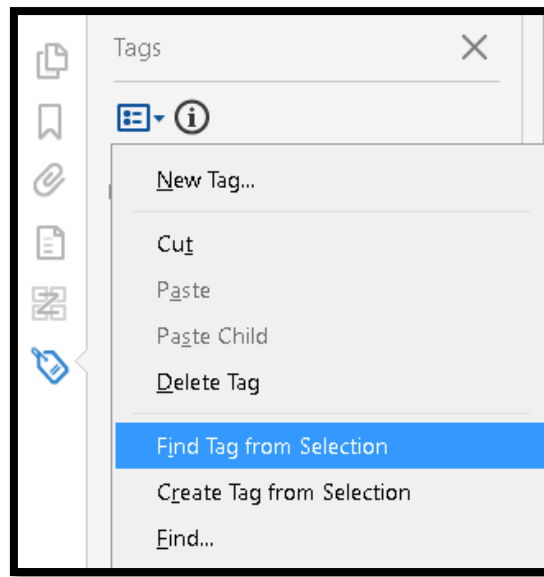 Tags
New Tag...
Cut
Paste
Paste Child
Delete Tag
Find Tag from Selection
Create Tag from Selection
Find...